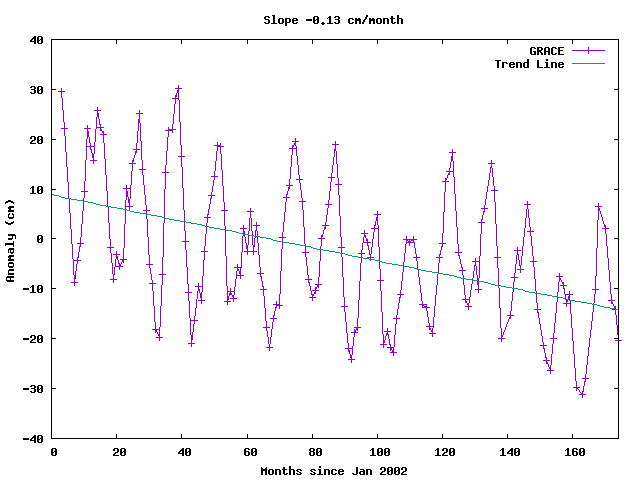 Slope -0.13 cm/month
GRACE
Trend Line
40
30
20
10
0
-10
-20
-30
-40
Anomaly (cm)
0 20 40 60 80 100 120 140 160
Months since Jan 2002